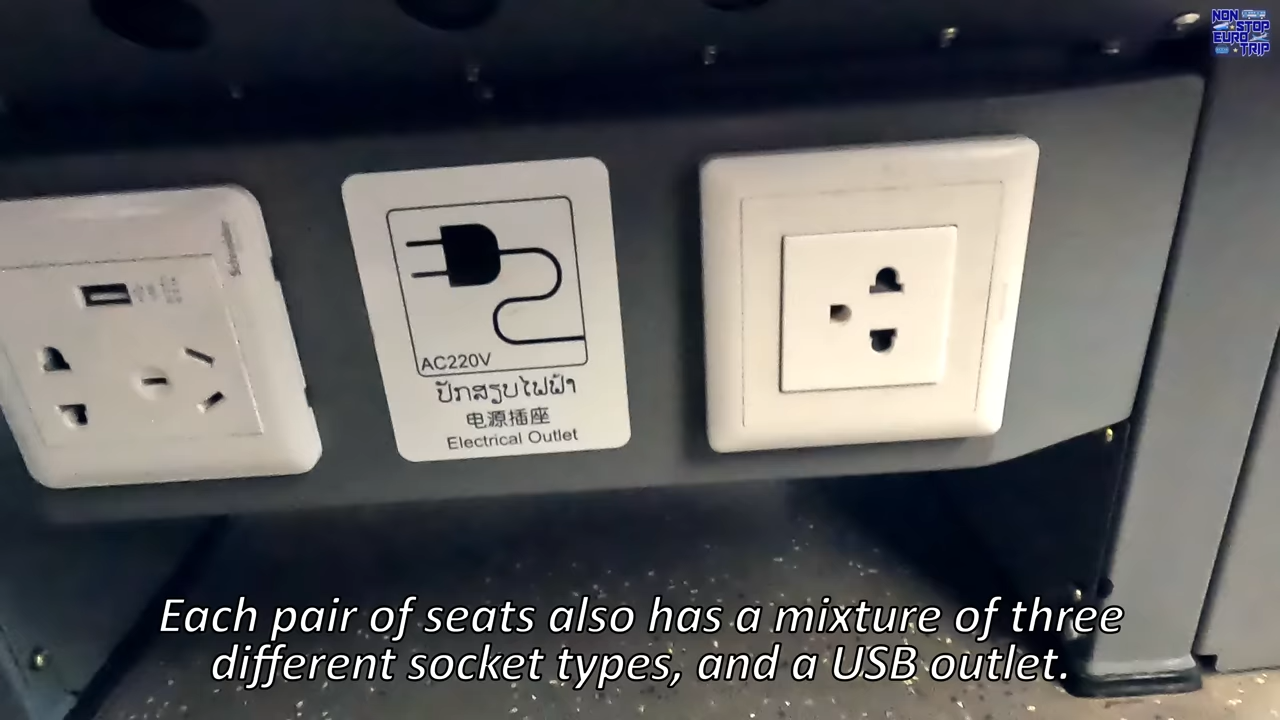 NON
STOP
EURO
TRIP
Schneider
AC220V
ປັກສຽບໄຟຟ້າ
电源插座
Electrical Outlet
Each pair of seats also has a mixture of three
different socket types, and a USB outlet.